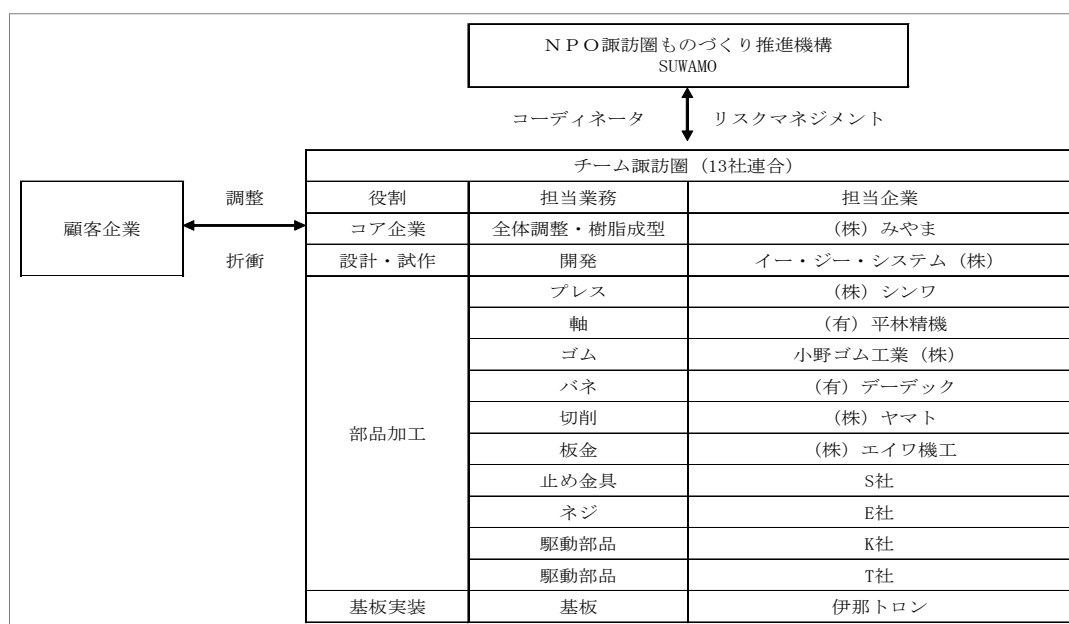 NPO諏訪圏ものづくり推進機構
SUWAMO
コーディネータ リスクマネジメント
チーム諏訪圏(13社連合)
役割 担当業務 担当企業
コア企業 全体調整・樹脂成型 (株)みやま
設計・試作 開発 イー・ジー・システム(株)
顧客企業
調整
折衝
部品加工
プレス (株)シンワ
軸 (有)平林精機
ゴム 小野ゴム工業(株)
バネ (有)デーデック
切削 (株)ヤマト
板金 (株)エイワ機工
止め金具 S社
ネジ E社
駆動部品 K社
駆動部品 T社
基板実装 基板 伊那トロン